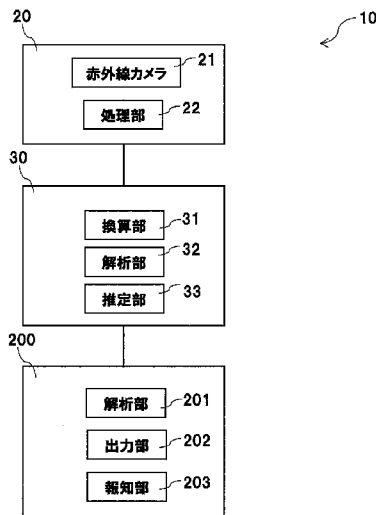 20
10
赤外線カメラ
21
処理部
22
30
換算部
31
解析部
32
推定部
33
200
解析部
201
出力部
202
報知部
203